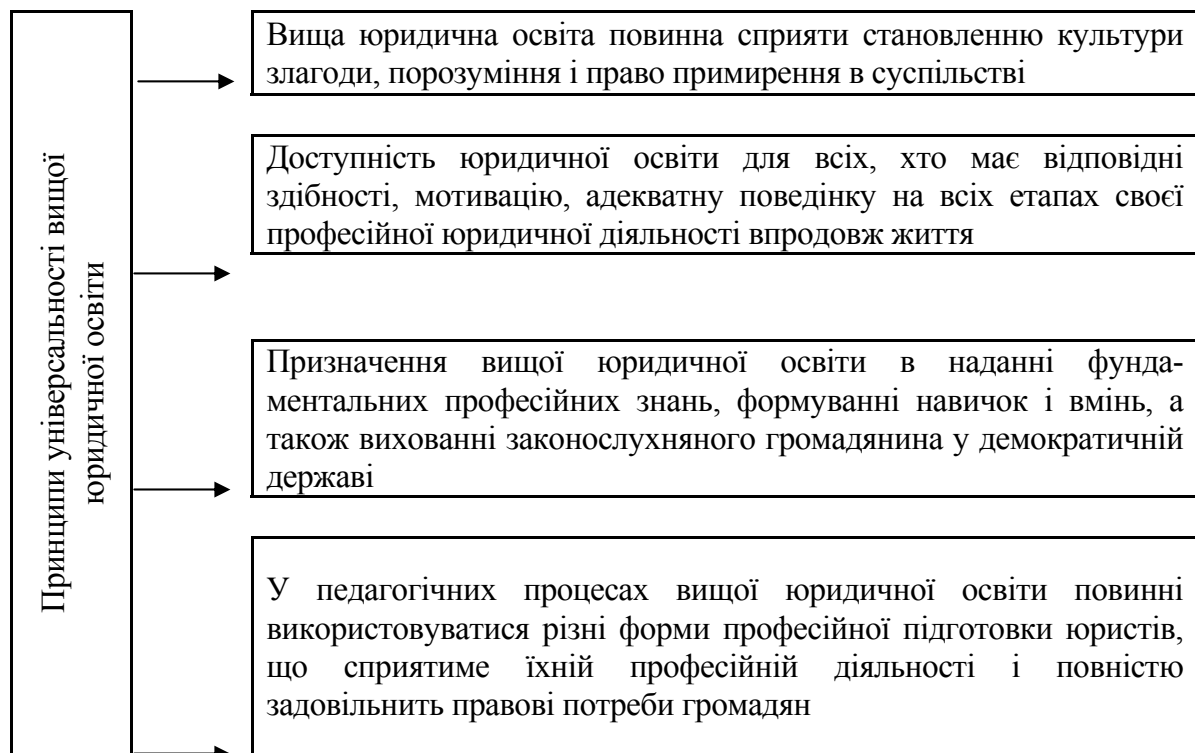 Принципи універсальності вищої
юридичної освіти
Вища юридична освіта повинна сприяти становленню культури
злагоди, порозуміння і право примирення в суспільстві
Доступність юридичної освіти для всіх, хто має відповідні
здібності, мотивацію, адекватну поведінку на всіх етапах своєї
професійної юридичної діяльності впродовж життя
Призначення вищої юридичної освіти в наданні фунда-
ментальних професійних знань, формуванні навичок і вмінь, а
також вихованні законослухняного громадянина у демократичній
державі
У педагогічних процесах вищої юридичної освіти повинні
використовуватися різні форми професійної підготовки юристів,
що сприятиме їхній професійній діяльності і повністю
задовільнить правові потреби громадян